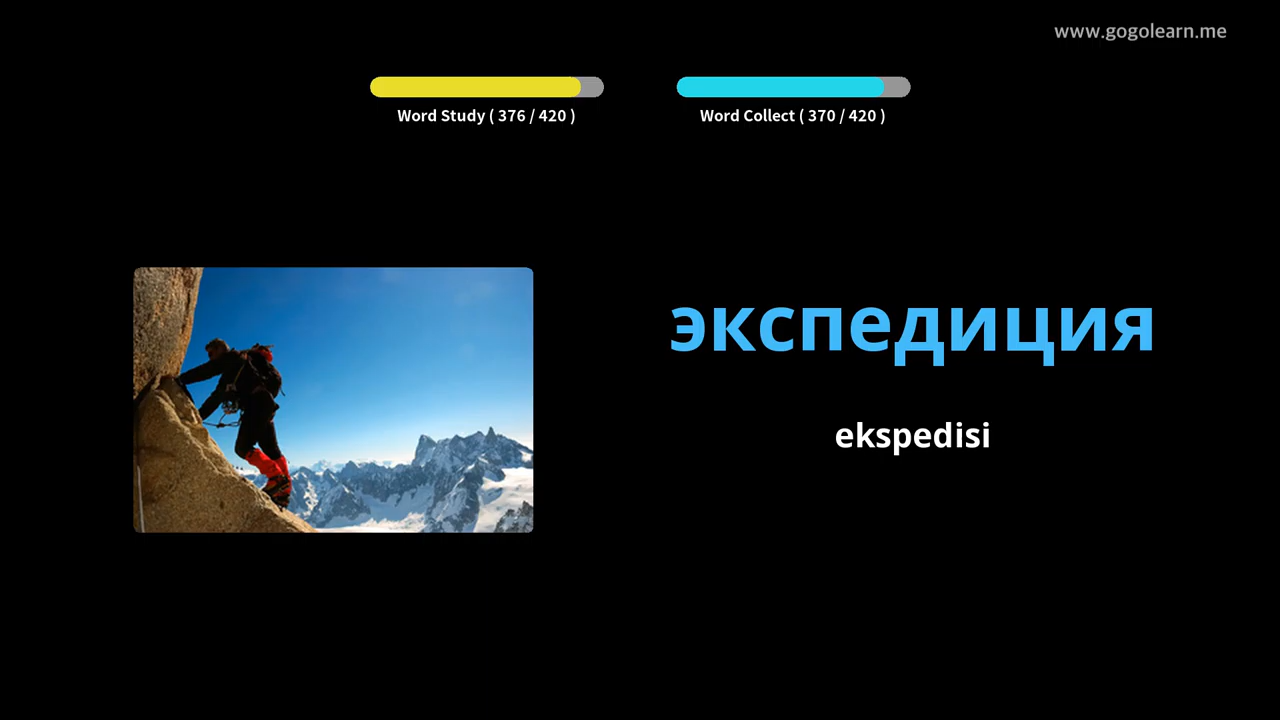 www.gogolearn.me
Word Study ( 376 / 420 )
Word Collect ( 370 / 420 )
экспедиция
ekspedisi